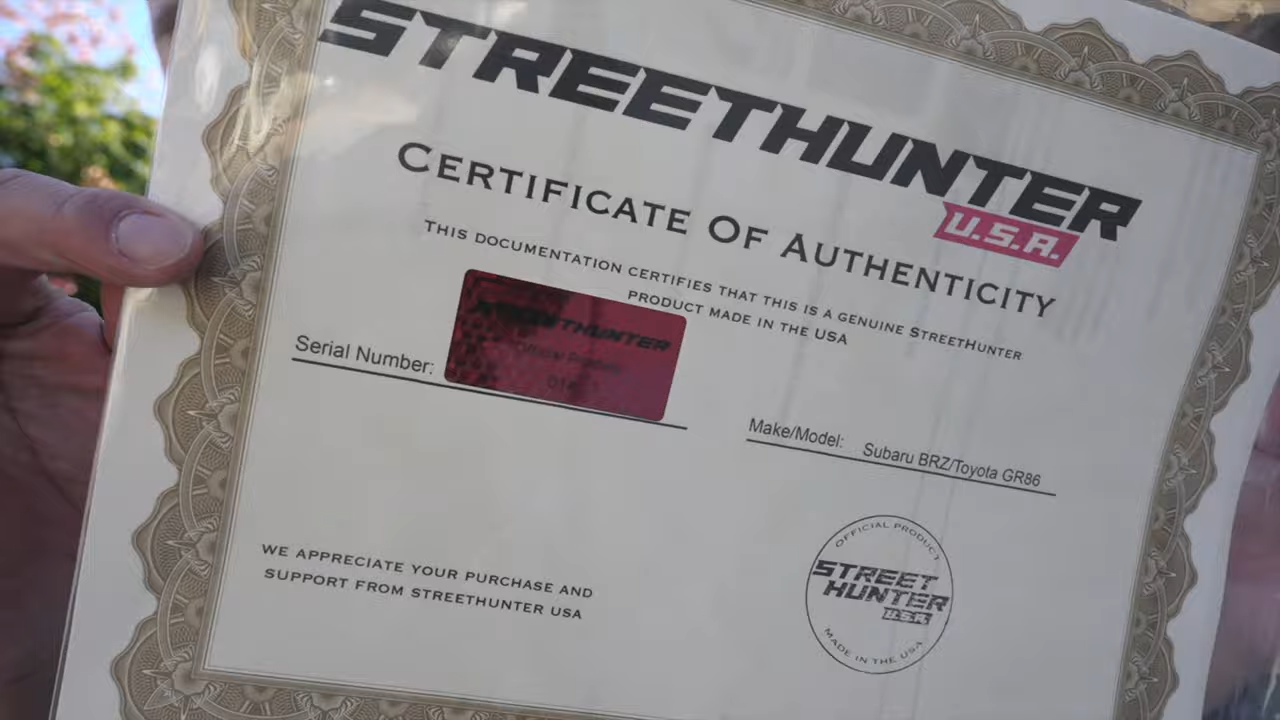 STREETHUNTER
U.S.A.
CERTIFICATE OF AUTHENTICITY
THIS DOCUMENTATION CERTIFIES THAT THIS IS A GENUINE STREETHUNTER
PRODUCT MADE IN THE USA
STREETHUNTER
Official Product
Serial Number:
Make/Model: Subaru BRZ/Toyota GR86
WE APPRECIATE YOUR PURCHASE AND
SUPPORT FROM STREETHUNTER USA
OFFICIAL PRODUCT
STREET
HUNTER
U.S.A.
MADE IN THE USA